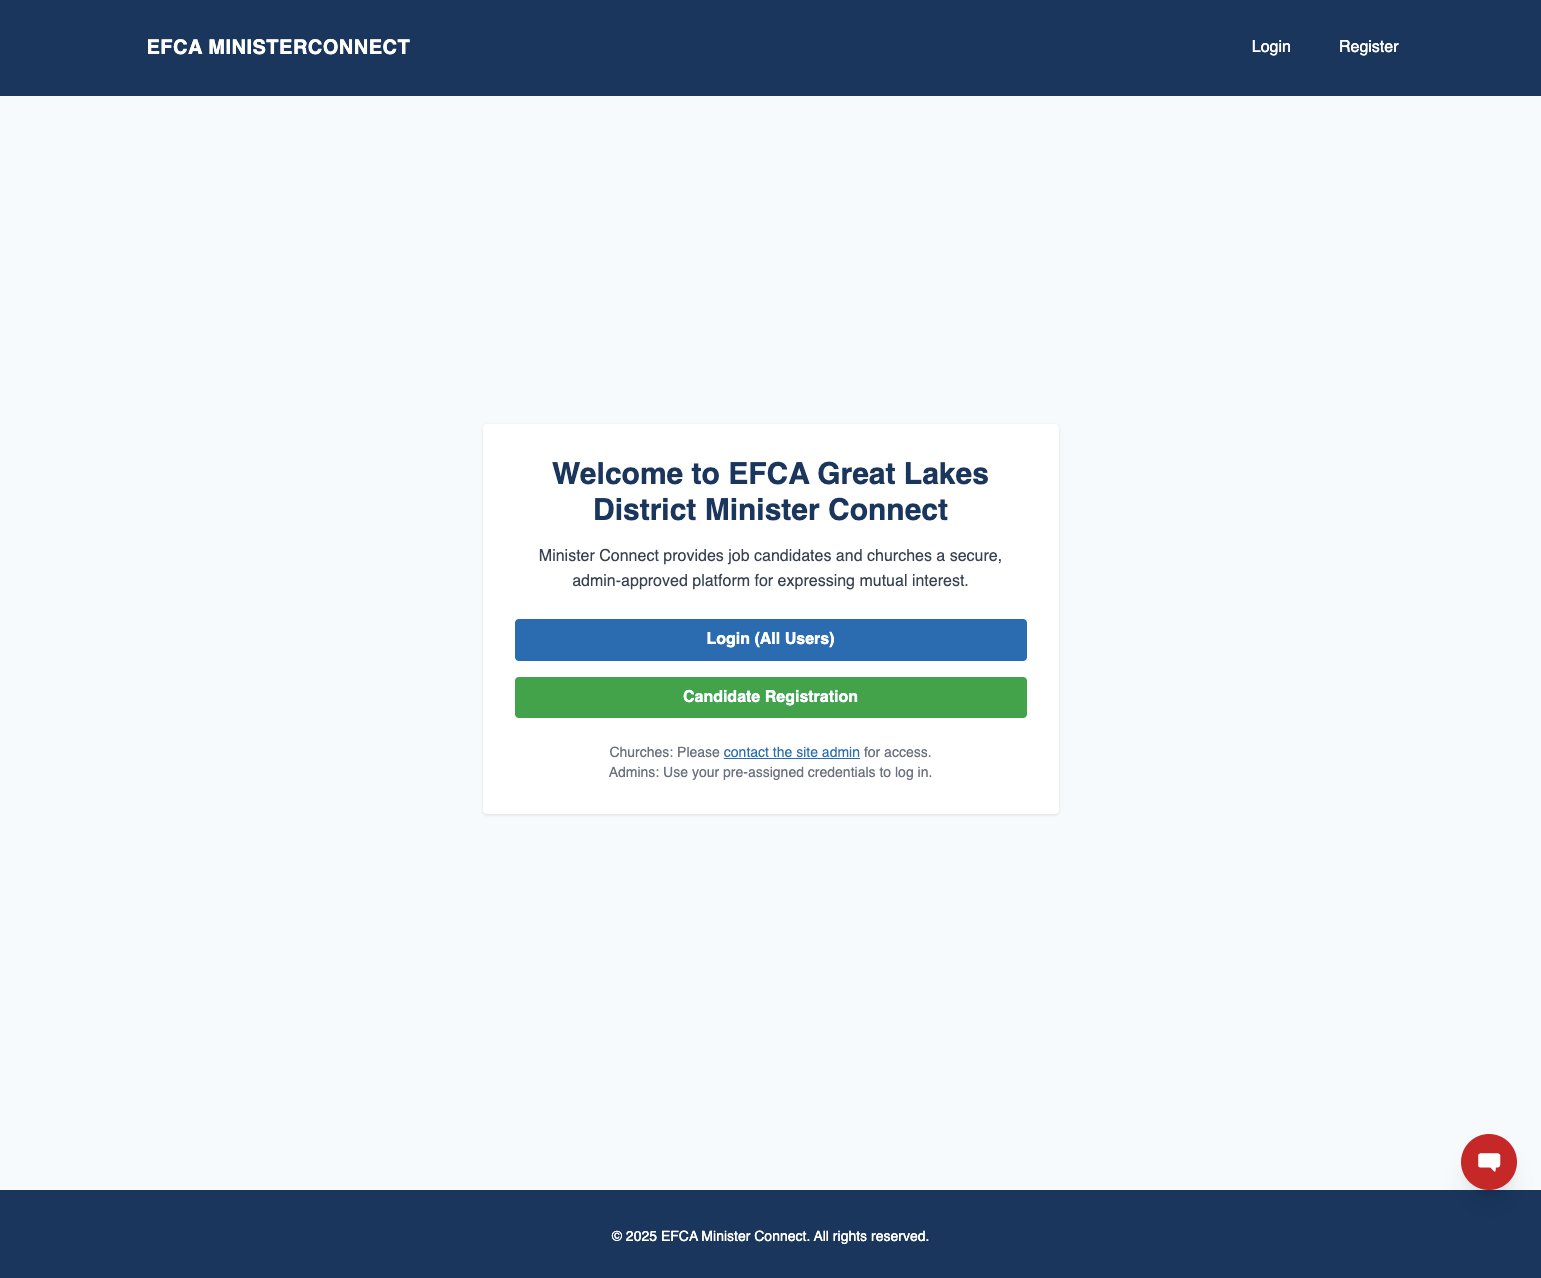 EFCA MINISTERCONNECT
Login
Register
Welcome to EFCA Great Lakes
District Minister Connect
Minister Connect provides job candidates and churches a secure,
admin-approved platform for expressing mutual interest.
Login (All Users)
Candidate Registration
Churches: Please contact the site admin for access.
Admins: Use your pre-assigned credentials to log in.
© 2025 EFCA Minister Connect. All rights reserved.